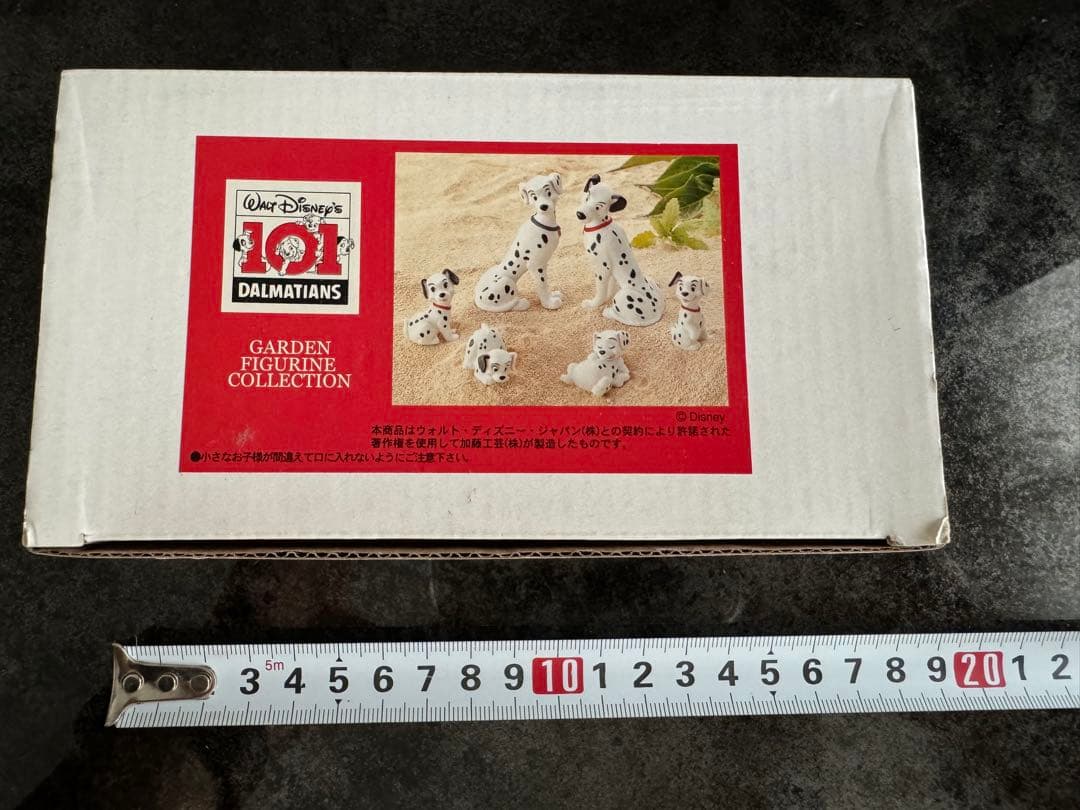 WALT DISNEY'S
101
DALMATIANS
GARDEN
FIGURINE
COLLECTION
© Disney
本商品はウォルト・ディズニー・ジャパン(株)との契約により許諾された
著作権を使用して加藤工芸(株)が製造したものです。
●小さなお子様が間違えて口に入れないようにご注意下さい。
3 5m 4 5 6 7 8 9 10 1 2 3 4 5 6 7 8 9 20 1 2